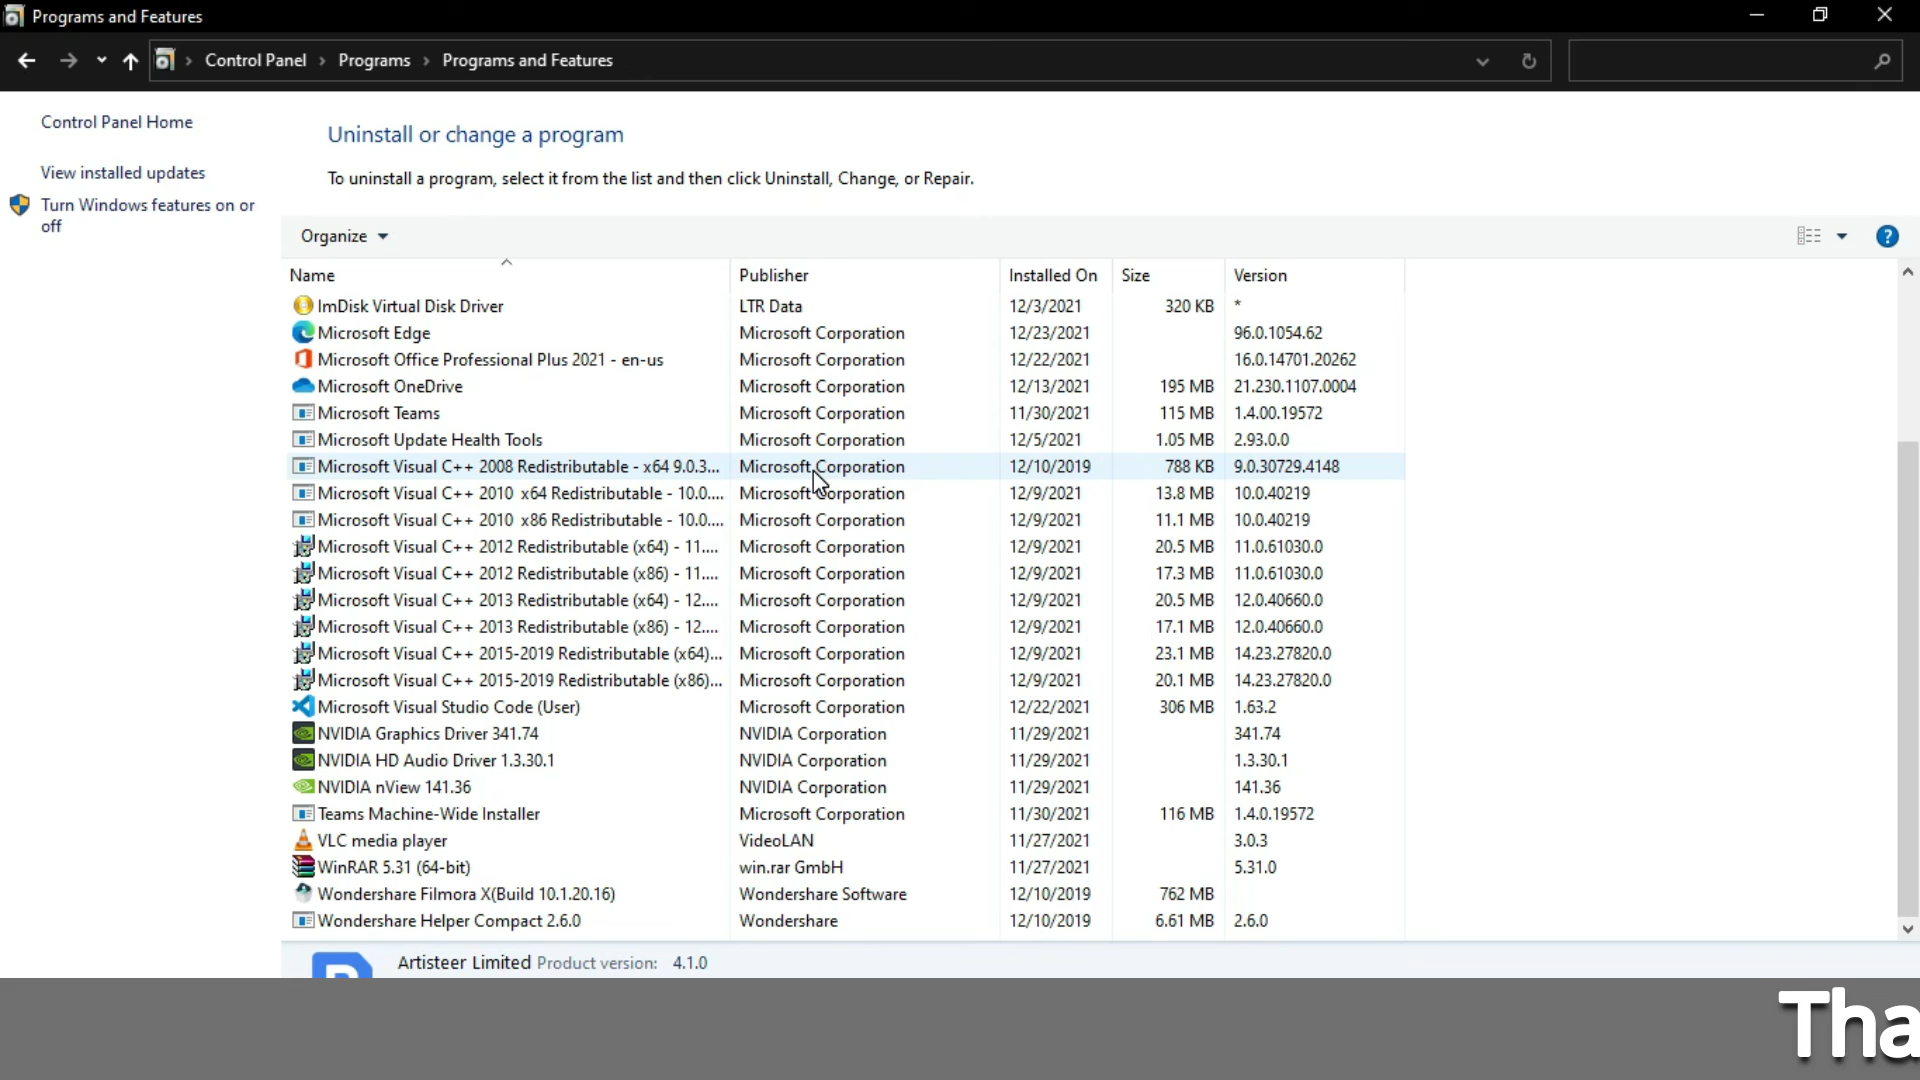 Programs and Features
Control Panel Programs Programs and Features
Control Panel Home
View installed updates
Turn Windows features on or
off
Uninstall or change a program
To uninstall a program, select it from the list and then click Uninstall, Change, or Repair.
Organize
Name Publisher Installed On Size Version
ImDisk Virtual Disk Driver LTR Data 12/3/2021 320 KB *
Microsoft Edge Microsoft Corporation 12/23/2021 96.0.1054.62
Microsoft Office Professional Plus 2021 - en-us Microsoft Corporation 12/22/2021 16.0.14701.20262
Microsoft OneDrive Microsoft Corporation 12/13/2021 195 MB 21.230.1107.0004
Microsoft Teams Microsoft Corporation 11/30/2021 115 MB 1.4.00.19572
Microsoft Update Health Tools Microsoft Corporation 12/5/2021 1.05 MB 2.93.0.0
Microsoft Visual C++ 2008 Redistributable - x64 9.0.3... Microsoft Corporation 12/10/2019 788 KB 9.0.30729.4148
Microsoft Visual C++ 2010 x64 Redistributable - 10.0.... Microsoft Corporation 12/9/2021 13.8 MB 10.0.40219
Microsoft Visual C++ 2010 x86 Redistributable - 10.0.... Microsoft Corporation 12/9/2021 11.1 MB 10.0.40219
Microsoft Visual C++ 2012 Redistributable (x64) - 11.... Microsoft Corporation 12/9/2021 20.5 MB 11.0.61030.0
Microsoft Visual C++ 2012 Redistributable (x86) - 11.... Microsoft Corporation 12/9/2021 17.3 MB 11.0.61030.0
Microsoft Visual C++ 2013 Redistributable (x64) - 12.... Microsoft Corporation 12/9/2021 20.5 MB 12.0.40660.0
Microsoft Visual C++ 2013 Redistributable (x86) - 12.... Microsoft Corporation 12/9/2021 17.1 MB 12.0.40660.0
Microsoft Visual C++ 2015-2019 Redistributable (x64)... Microsoft Corporation 12/9/2021 23.1 MB 14.23.27820.0
Microsoft Visual C++ 2015-2019 Redistributable (x86)... Microsoft Corporation 12/9/2021 20.1 MB 14.23.27820.0
Microsoft Visual Studio Code (User) Microsoft Corporation 12/22/2021 306 MB 1.63.2
NVIDIA Graphics Driver 341.74 NVIDIA Corporation 11/29/2021 341.74
NVIDIA HD Audio Driver 1.3.30.1 NVIDIA Corporation 11/29/2021 1.3.30.1
NVIDIA nView 141.36 NVIDIA Corporation 11/29/2021 141.36
Teams Machine-Wide Installer Microsoft Corporation 11/30/2021 116 MB 1.4.0.19572
VLC media player VideoLAN 11/27/2021 3.0.3
WinRAR 5.31 (64-bit) win.rar GmbH 11/27/2021 5.31.0
Wondershare Filmora X(Build 10.1.20.16) Wondershare Software 12/10/2019 762 MB
Wondershare Helper Compact 2.6.0 Wondershare 12/10/2019 6.61 MB 2.6.0
Artisteer Limited Product version: 4.1.0
Tha